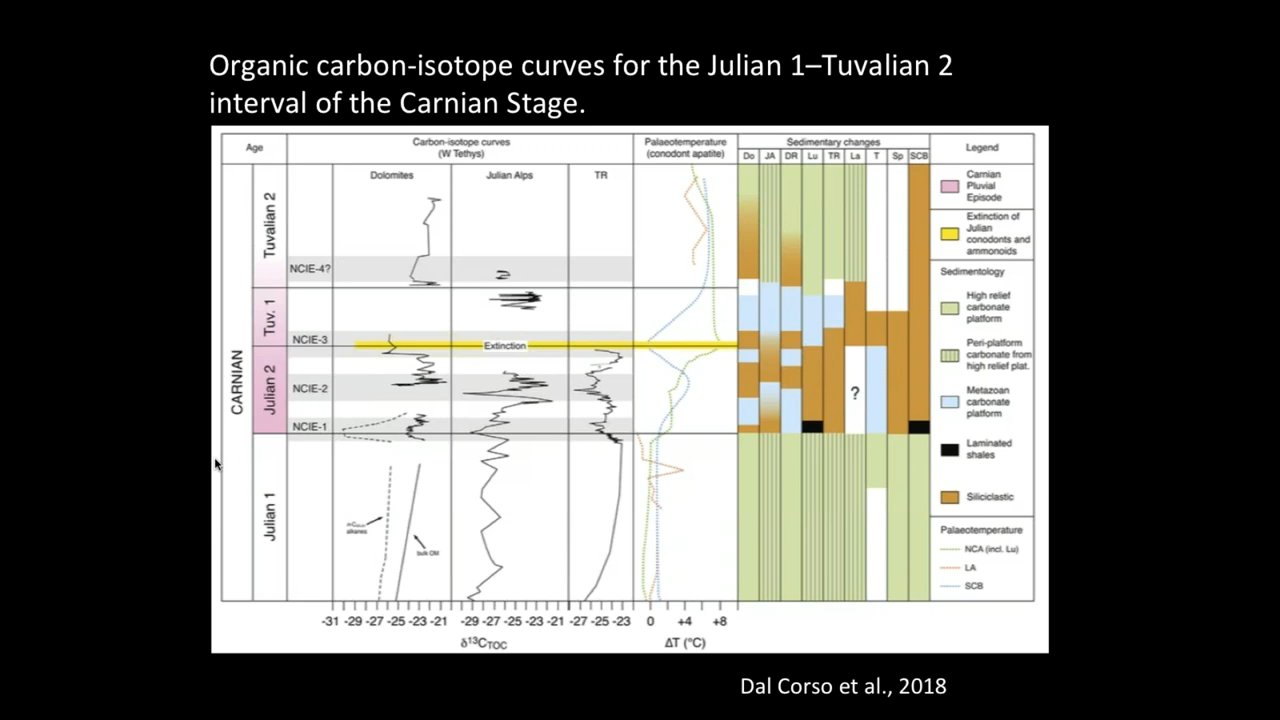 Organic carbon-isotope curves for the Julian 1–Tuvalian 2
interval of the Carnian Stage.
Age
Carbon-isotope curves
(W Tethys)
Palaeotemperature
(conodont apatite)
Sedimentary changes
Legend
Dolomites
Julian Alps
TR
Do
JA
DR
Lu
TR
La
T
Sp
SCB
CARNIAN
Tuvalian 2
Tuv. 1
Julian 2
Julian 1
NCIE-4?
NCIE-3
Extinction
NCIE-2
NCIE-1
alkanes
bulk OM
?
Carnian
Pluvial
Episode
Extinction of
Julian
conodonts and
ammonoids
Sedimentology
High relief
carbonate
platform
Peri-platform
carbonate from
high relief plat.
Metazoan
carbonate
platform
Laminated
shales
Siliciclastic
Palaeotemperature
NCA (incl. Lu)
LA
SCB
-31 -29 -27 -25 -23 -21
-29 -27 -25 -23 -21
-27 -25 -23
0 +4 +8
δ¹³C_TOC
ΔT (°C)
Dal Corso et al., 2018